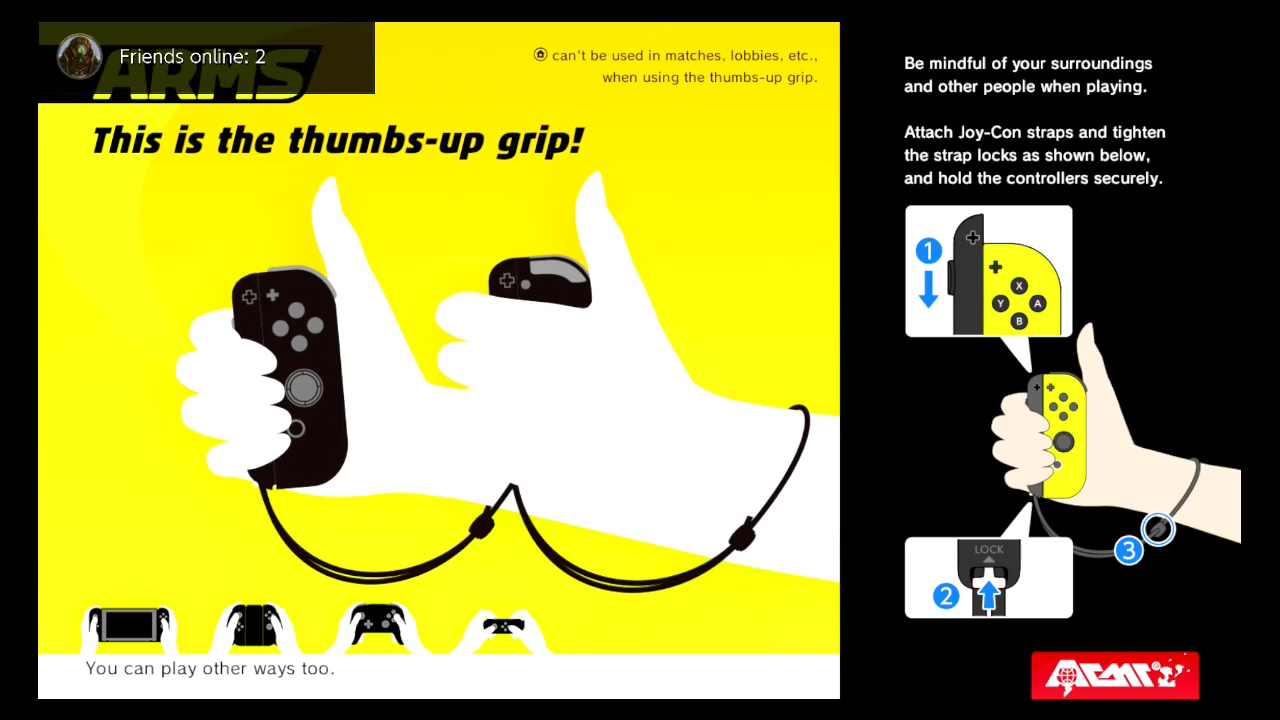 Friends online: 2
ARMS
can't be used in matches, lobbies, etc.,
when using the thumbs-up grip.
This is the thumbs-up grip!
You can play other ways too.
Be mindful of your surroundings
and other people when playing.
Attach Joy-Con straps and tighten
the strap locks as shown below,
and hold the controllers securely.
1
X
Y A
B
3
LOCK
2